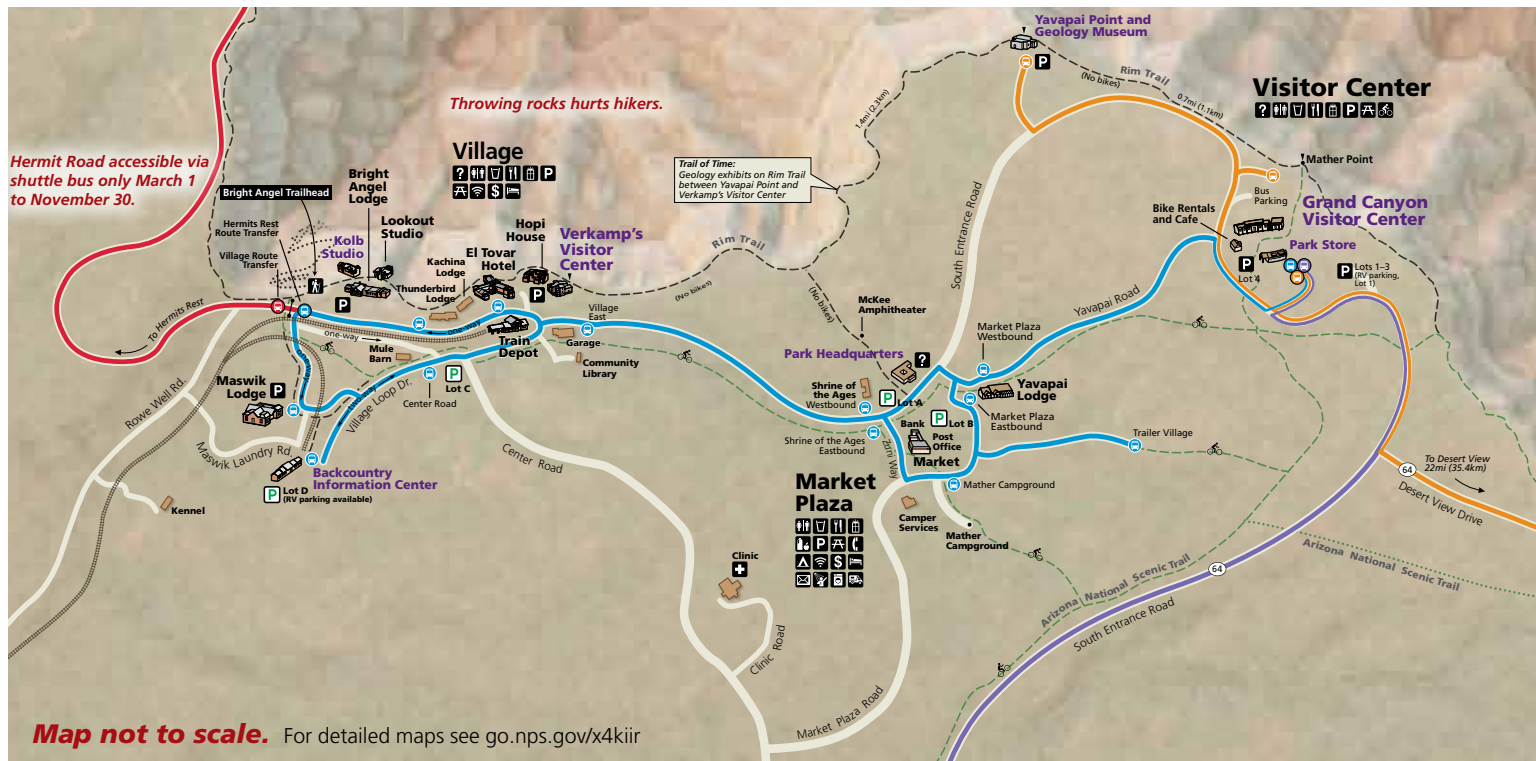 Yavapai Point and
Geology Museum
P
(No bikes)
Rim Trail
0.7mi (1.1km)
1.4mi (2.3km)
Visitor Center
? P
Mather Point
Bus
Parking
Bike Rentals
and Cafe
Grand Canyon
Visitor Center
Park Store
P
Lot 4
P Lots 1–3
(RV parking,
Lot 1)
Throwing rocks hurts hikers.
Village
? P
$
Hermit Road accessible via
shuttle bus only March 1
to November 30.
Trail of Time:
Geology exhibits on Rim Trail
between Yavapai Point and
Verkamp's Visitor Center
Bright Angel Trailhead
Bright
Angel
Lodge
Hermits Rest
Route Transfer
Village Route
Transfer
Kolb
Studio
Lookout
Studio
P
Hopi
House
El Tovar
Hotel
Kachina
Lodge
Thunderbird
Lodge
Verkamp's
Visitor
Center
P
Rim Trail
(No bikes)
(No bikes)
South Entrance Road
To Hermits Rest
one-way
one-way
one-way
two-way
Train
Depot
Village
East
Garage
Community
Library
Mule
Barn
P
Lot C
Center Road
Village Loop Dr.
Maswik
Lodge
P
Rowe Well Rd.
Maswik Laundry Rd.
Backcountry
Information Center
P Lot D
(RV parking available)
Kennel
Center Road
McKee
Amphitheater
Park Headquarters
?
Shrine of
the Ages
Westbound
P
Lot A
Shrine of the Ages
Eastbound
Zuni Way
Market Plaza
Westbound
Yavapai Road
Yavapai
Lodge
Market Plaza
Eastbound
P
Lot B
Bank
Post
Office
Market
Trailer Village
Mather Campground
Market
Plaza
P
$
Camper
Services
Mather
Campground
Clinic
Clinic Road
Market Plaza Road
64
To Desert View
22mi (35.4km)
Desert View Drive
Arizona National Scenic Trail
Arizona National Scenic Trail
64
South Entrance Road
Map not to scale. For detailed maps see go.nps.gov/x4kiir